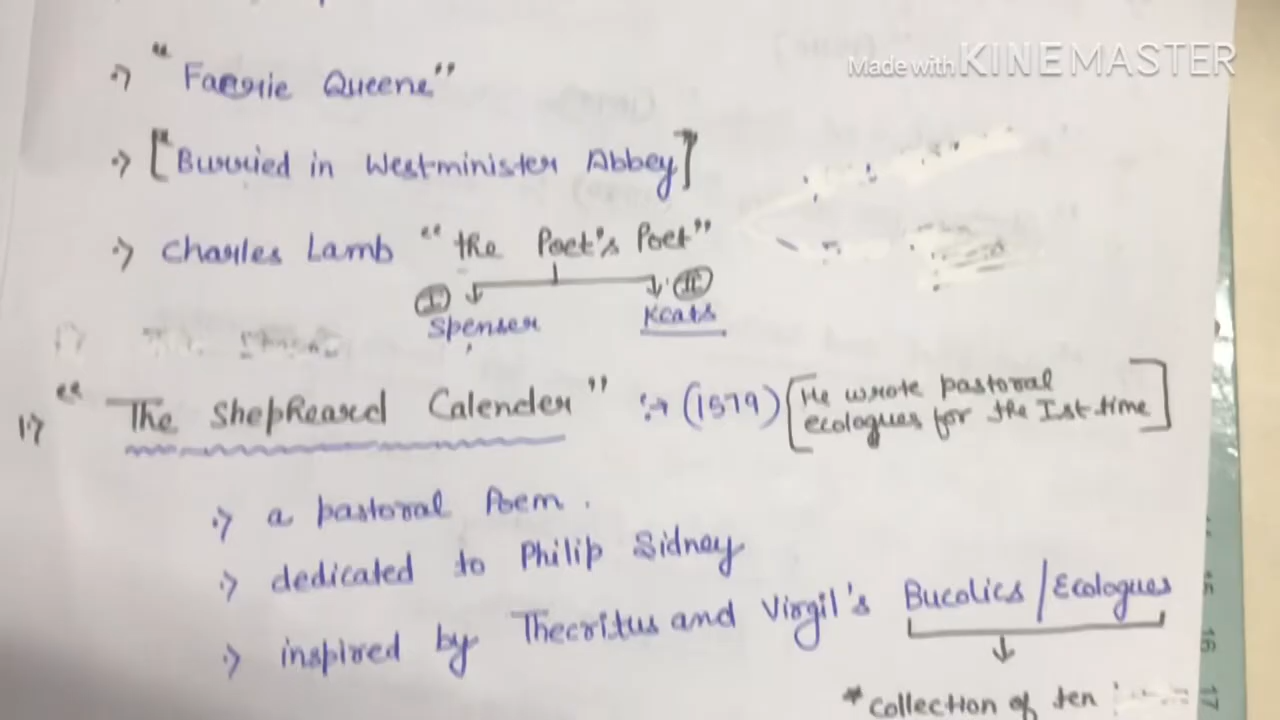 Made with KINEMASTER
→ "Faerie Queene"
→ ["Burried in Westminister Abbey"]
→ Charles Lamb "the Poet's Poet"
I II
Spenser Keats
1→ "The Shepheard Calender" :→ (1579) [He wrote pastoral
ecologues for the Ist time]
→ a pastoral Poem.
→ dedicated to Philip Sidney
→ inspired by Thecritus and Virgil's Bucolics/Ecologues
* collection of ten
16
17